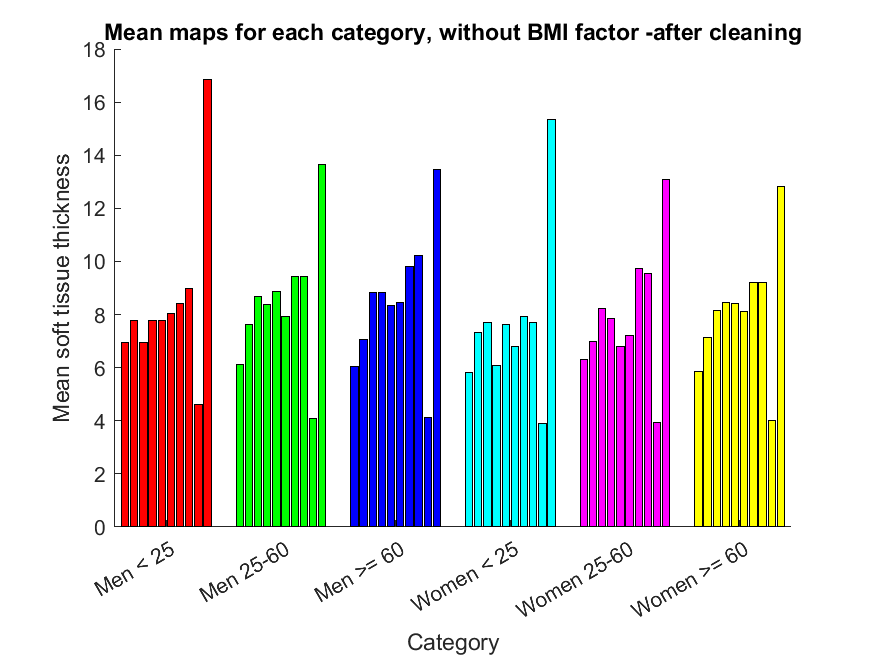 Mean maps for each category, without BMI factor -after cleaning
18
16
14
12
10
8
6
4
2
0
Mean soft tissue thickness
Men < 25
Men 25-60
Men >= 60
Women < 25
Women 25-60
Women >= 60
Category